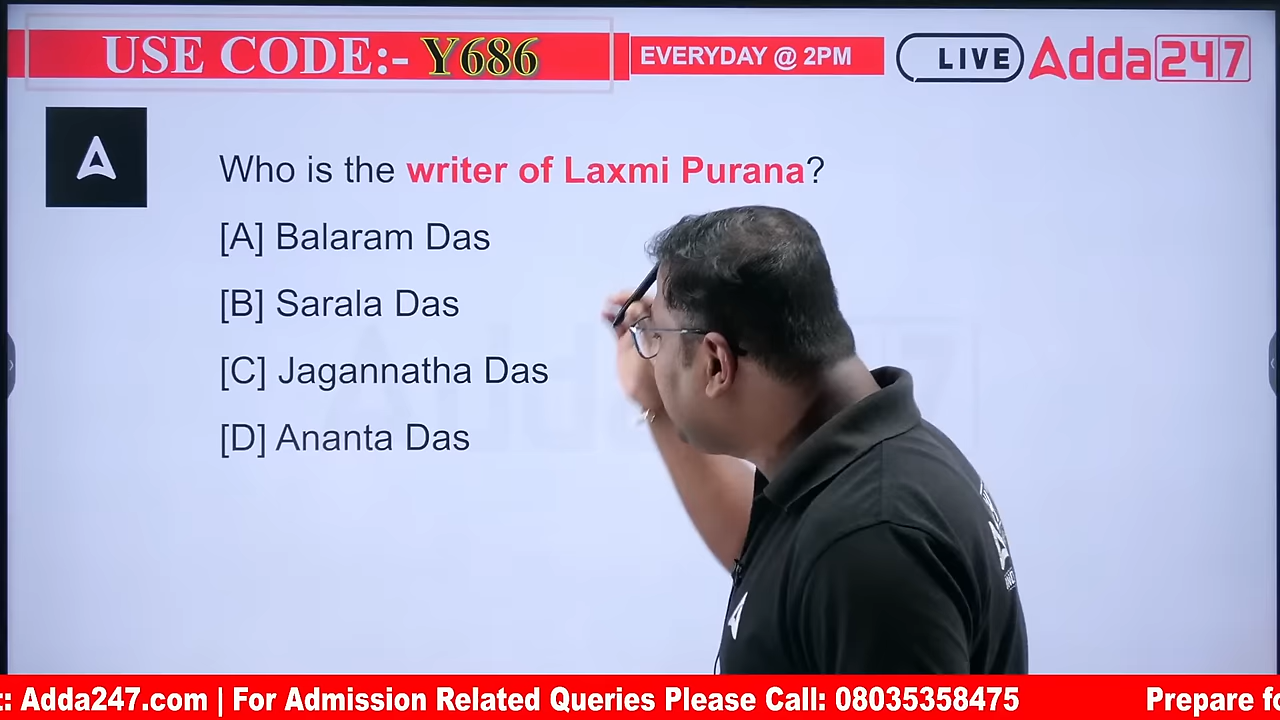 USE CODE:- Y686
EVERYDAY @ 2PM
LIVE
Adda247
Who is the writer of Laxmi Purana?
[A] Balaram Das
[B] Sarala Das
[C] Jagannatha Das
[D] Ananta Das
: Adda247.com | For Admission Related Queries Please Call: 08035358475
Prepare